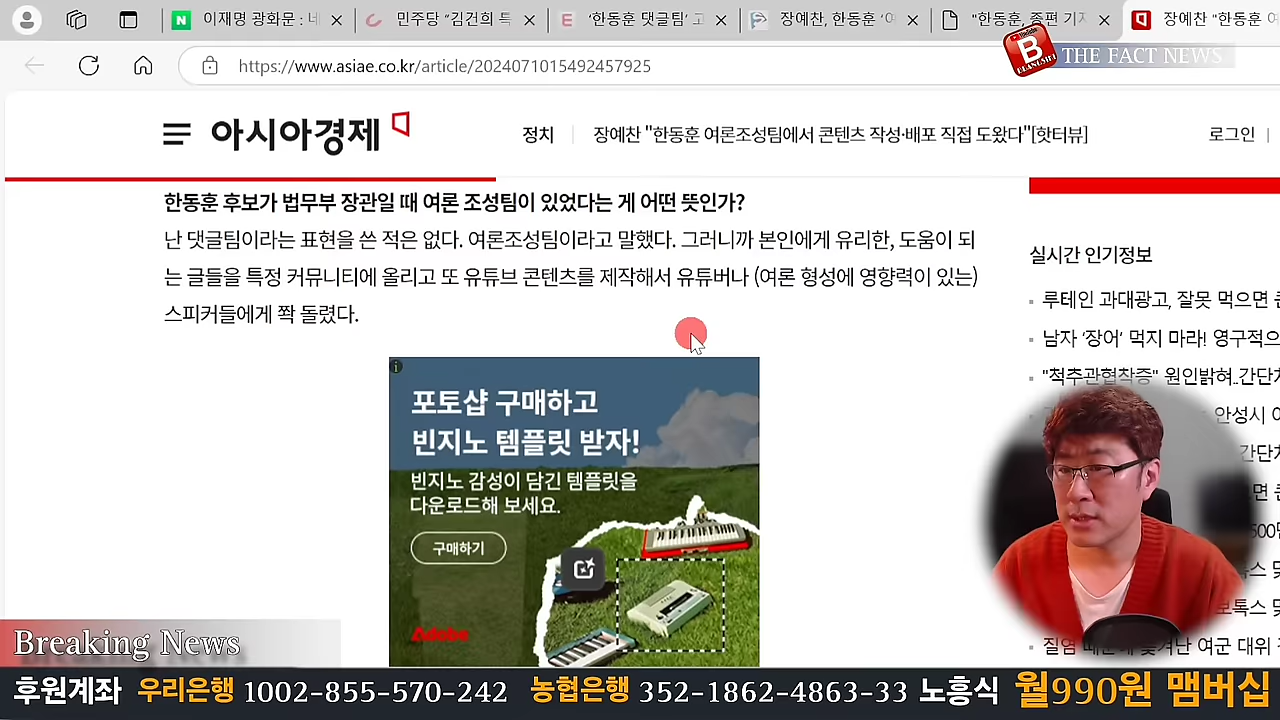 이재명 광화문 : 네
민주당 "김건희 특
'한동훈 댓글팀' 고
장예찬, 한동훈 '여
"한동훈, 종편 기자
장예찬 "한동훈 여
https://www.asiae.co.kr/article/2024071015492457925
THE FACT NEWS
아시아경제
정치
장예찬 "한동훈 여론조성팀에서 콘텐츠 작성·배포 직접 도왔다"[핫터뷰]
로그인
한동훈 후보가 법무부 장관일 때 여론 조성팀이 있었다는 게 어떤 뜻인가?
난 댓글팀이라는 표현을 쓴 적은 없다. 여론조성팀이라고 말했다. 그러니까 본인에게 유리한, 도움이 되
는 글들을 특정 커뮤니티에 올리고 또 유튜브 콘텐츠를 제작해서 유튜버나 (여론 형성에 영향력이 있는)
스피커들에게 쫙 돌렸다.
실시간 인기정보
루테인 과대광고, 잘못 먹으면
남자 '장어' 먹지 마라! 영구적으
"척추관협착증" 원인밝혀..간단치
안성시
간단치
포토샵 구매하고
빈지노 템플릿 받자!
빈지노 감성이 담긴 템플릿을
다운로드해 보세요.
구매하기
Adobe
여군 대위
Breaking News
후원계좌 우리은행 1002-855-570-242 농협은행 352-1862-4863-33 노흥식 월990원 맴버십